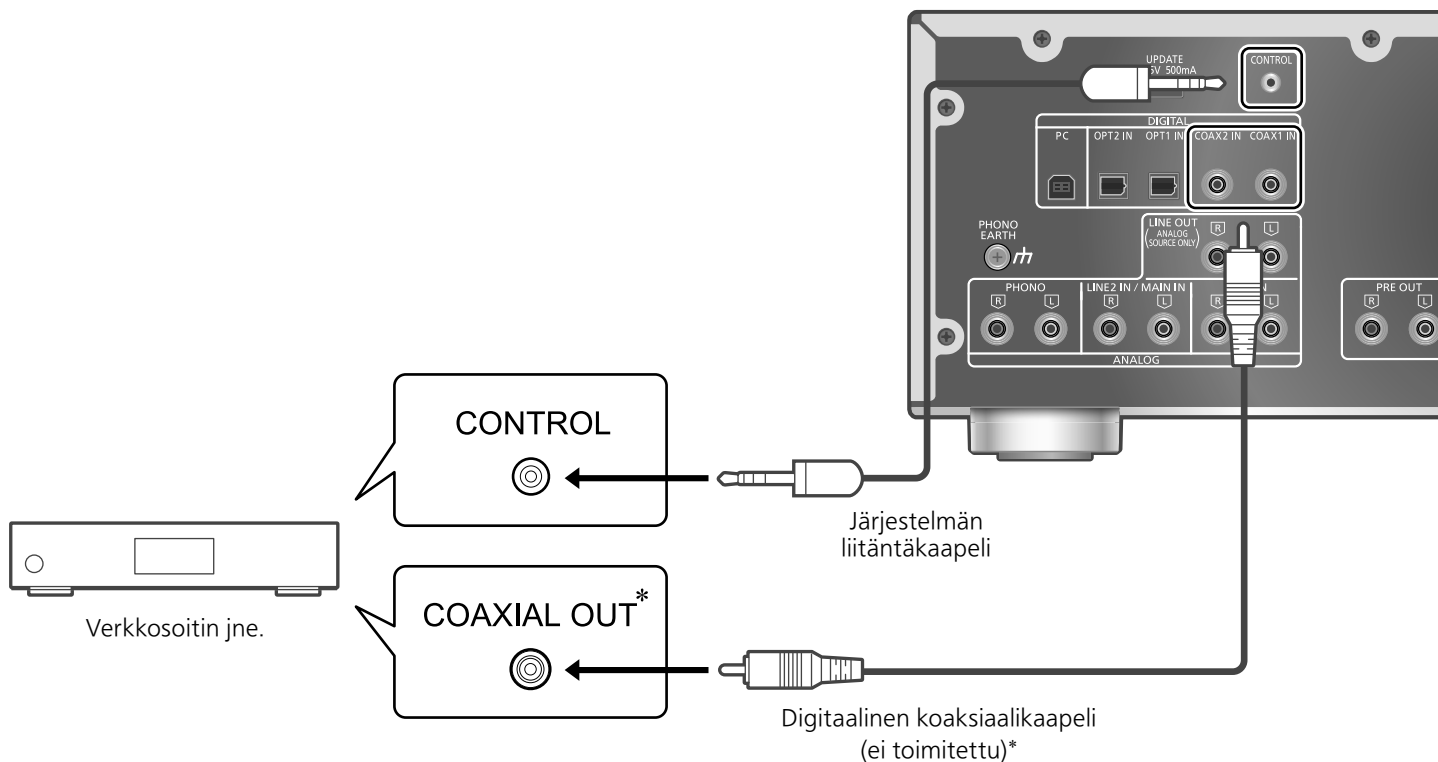 UPDATE
5V 500mA
CONTROL
DIGITAL
PC
OPT2 IN
OPT1 IN
COAX2 IN
COAX1 IN
PHONO
EARTH
LINE OUT
(ANALOG
SOURCE ONLY)
R
L
PHONO
LINE2 IN / MAIN IN
PRE OUT
R
L
R
L
R
L
R
L
ANALOG
CONTROL
Järjestelmän
liitäntäkaapeli
COAXIAL OUT*
Verkkosoitin jne.
Digitaalinen koaksiaalikaapeli
(ei toimitettu)*